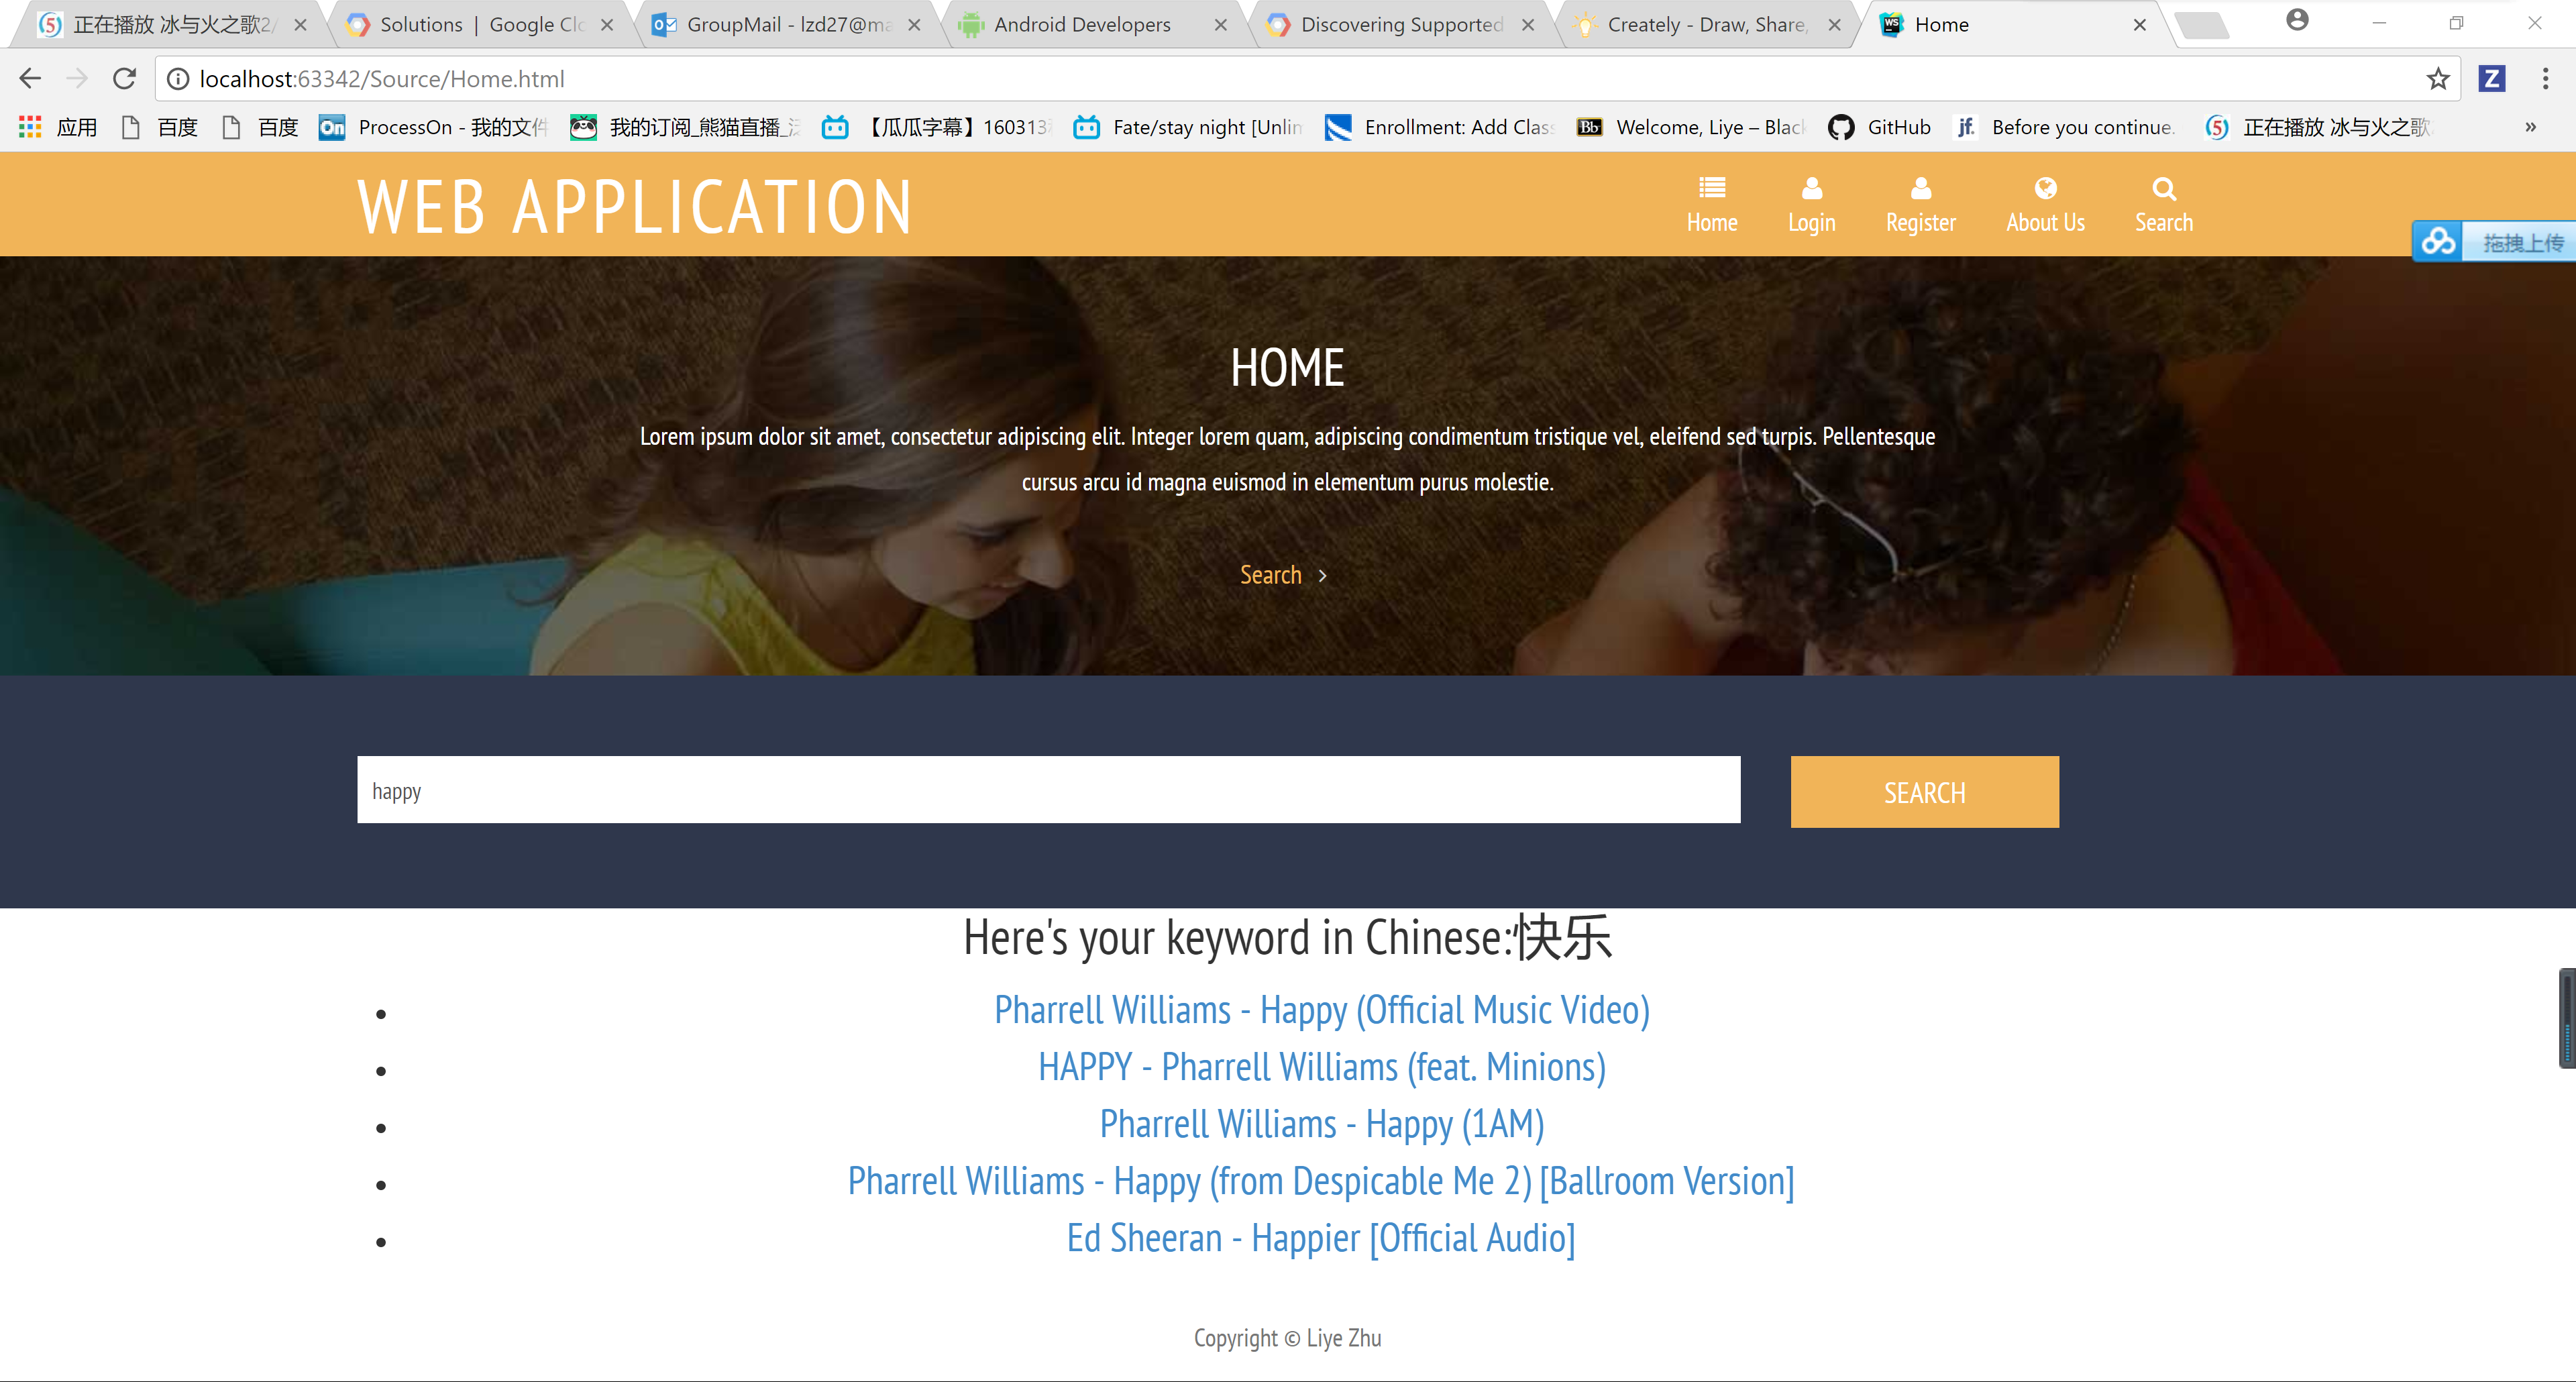 正在播放 冰与火之歌2/
Solutions | Google Clo
GroupMail - lzd27@ma
Android Developers
Discovering Supported
Creately - Draw, Share,
Home
localhost:63342/Source/Home.html
应用
百度
百度
ProcessOn - 我的文件
我的订阅_熊猫直播_泛
【瓜瓜字幕】160313
Fate/stay night [Unlim
Enrollment: Add Class
Welcome, Liye – Black
GitHub
Before you continue.
正在播放 冰与火之歌
»
WEB APPLICATION
Home
Login
Register
About Us
Search
拖拽上传
HOME
Lorem ipsum dolor sit amet, consectetur adipiscing elit. Integer lorem quam, adipiscing condimentum tristique vel, eleifend sed turpis. Pellentesque
cursus arcu id magna euismod in elementum purus molestie.
Search
happy
SEARCH
Here's your keyword in Chinese:快乐
• Pharrell Williams - Happy (Official Music Video)
• HAPPY - Pharrell Williams (feat. Minions)
• Pharrell Williams - Happy (1AM)
• Pharrell Williams - Happy (from Despicable Me 2) [Ballroom Version]
• Ed Sheeran - Happier [Official Audio]
Copyright © Liye Zhu